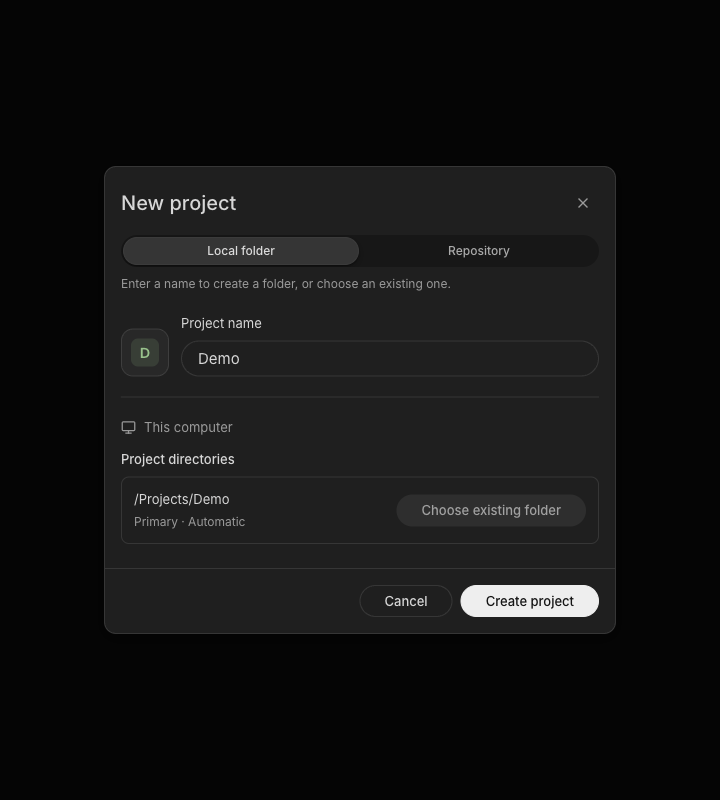 New project
Local folder
Repository
Enter a name to create a folder, or choose an existing one.
Project name
D
Demo
This computer
Project directories
/Projects/Demo
Primary · Automatic
Choose existing folder
Cancel
Create project